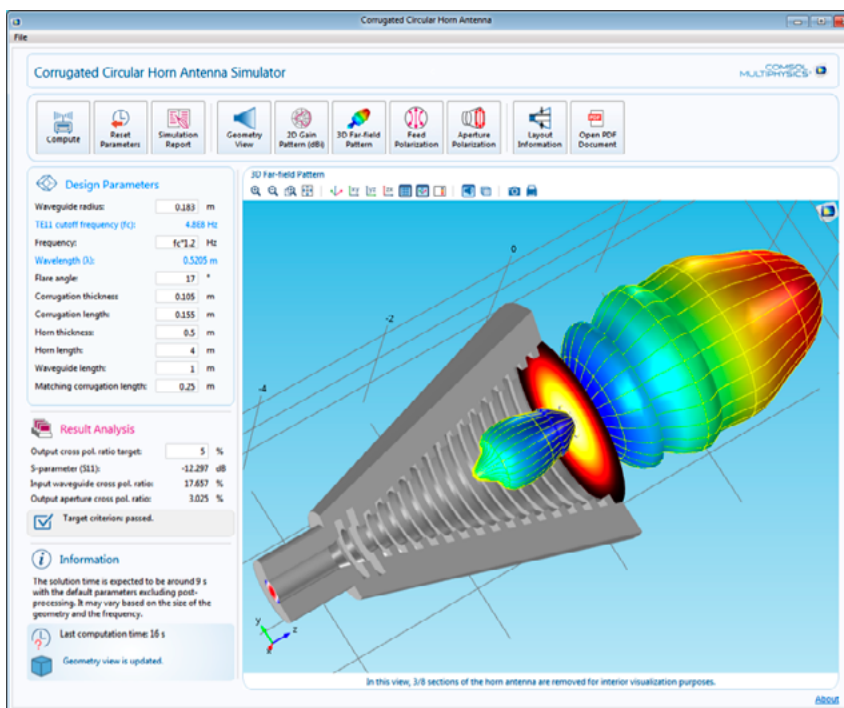 Corrugated Circular Horn Antenna
File
Corrugated Circular Horn Antenna Simulator
COMSOL
MULTIPHYSICS
Compute
Reset
Parameters
Simulation
Report
Geometry
View
2D Gain
Pattern (dBi)
3D Far-field
Pattern
Feed
Polarization
Aperture
Polarization
Layout
Information
Open PDF
Document
Design Parameters
Waveguide radius: 0.183 m
TE11 cutoff frequency (fc): 4.8E8 Hz
Frequency: fc*1.2 Hz
Wavelength (λ): 0.5205 m
Flare angle: 17 °
Corrugation thickness 0.105 m
Corrugation length: 0.155 m
Horn thickness: 0.5 m
Horn length: 4 m
Waveguide length: 1 m
Matching corrugation length: 0.25 m
Result Analysis
Output cross pol. ratio target: 5 %
S-parameter (S11): -12.297 dB
Input waveguide cross pol. ratio: 17.657 %
Output aperture cross pol. ratio: 3.025 %
Target criterion: passed.
Information
The solution time is expected to be around 9 s
with the default parameters excluding post-
processing. It may vary based on the size of the
geometry and the frequency.
Last computation time: 16 s
Geometry view is updated.
3D Far-field Pattern
0
-2
-4
y
z
x
In this view, 3/8 sections of the horn antenna are removed for interior visualization purposes.
About